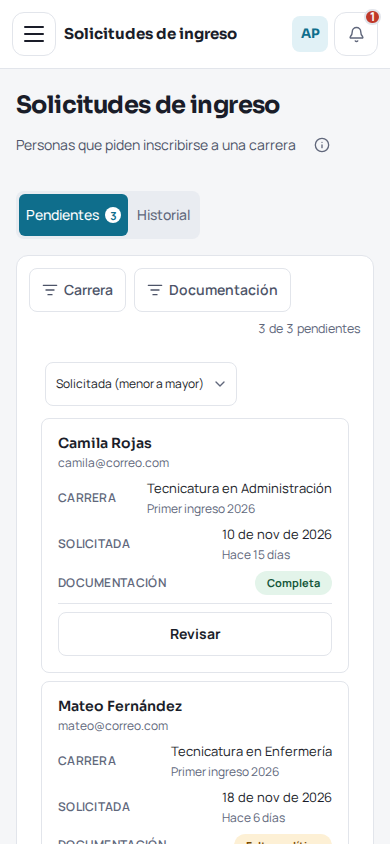 Solicitudes de ingreso
AP
1
Solicitudes de ingreso
Personas que piden inscribirse a una carrera
Pendientes 3
Historial
Carrera
Documentación
3 de 3 pendientes
Solicitada (menor a mayor)
Camila Rojas
camila@correo.com
CARRERA
Tecnicatura en Administración
Primer ingreso 2026
SOLICITADA
10 de nov de 2026
Hace 15 días
DOCUMENTACIÓN
Completa
Revisar
Mateo Fernández
mateo@correo.com
CARRERA
Tecnicatura en Enfermería
Primer ingreso 2026
SOLICITADA
18 de nov de 2026
Hace 6 días
DOCUMENTACIÓN